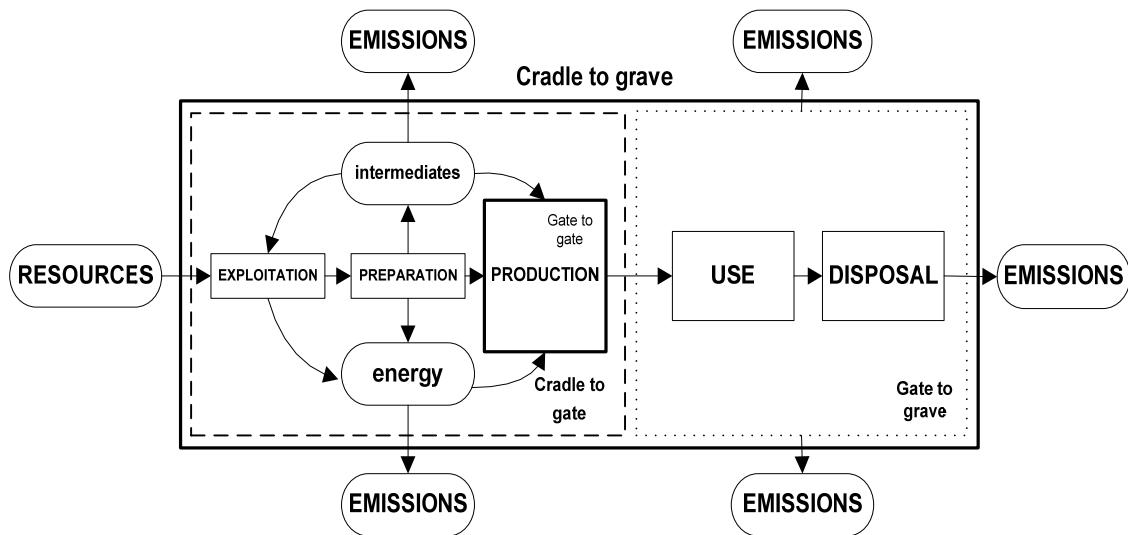 EMISSIONS
EMISSIONS
Cradle to grave
intermediates
Gate to
gate
RESOURCES
EXPLOITATION
PREPARATION
PRODUCTION
USE
DISPOSAL
EMISSIONS
energy
Cradle to
gate
Gate to
grave
EMISSIONS
EMISSIONS